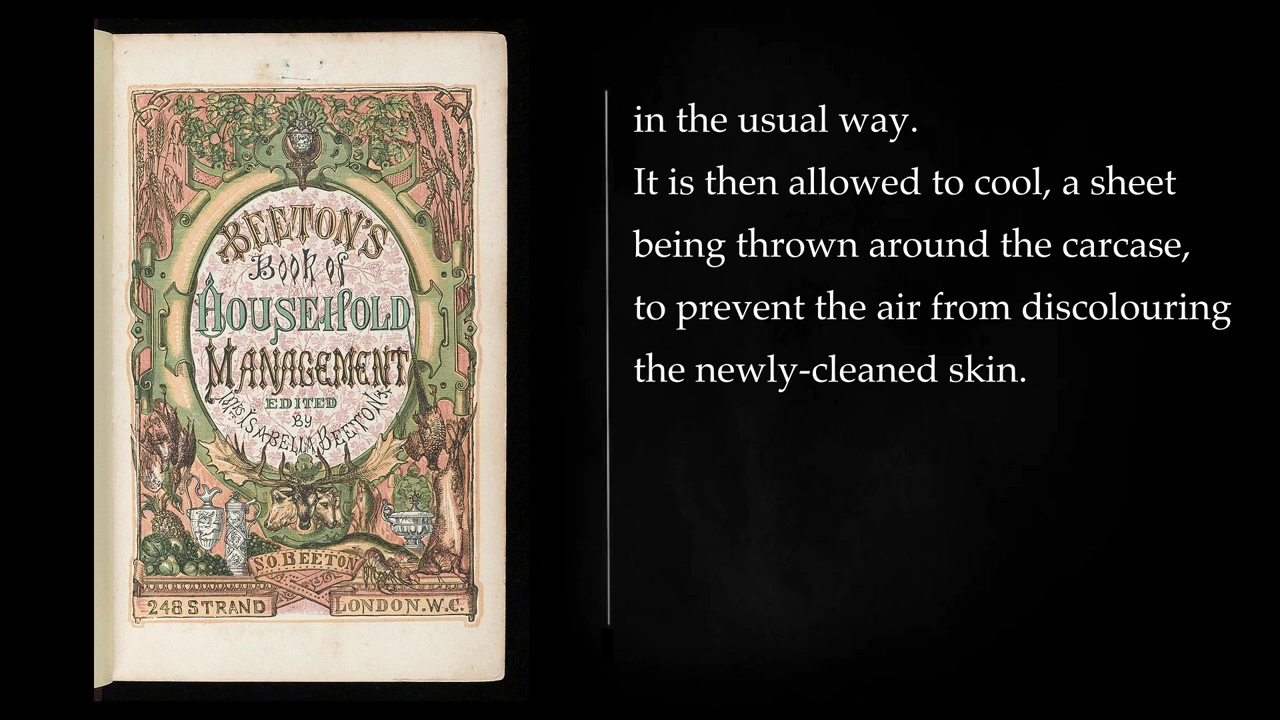 BEETON'S
Book of
HOUSEHOLD
MANAGEMENT
EDITED
BY
MRS ISABELLA BEETON
S.O. BEETON
248 STRAND
LONDON. W.C.
in the usual way.
It is then allowed to cool, a sheet
being thrown around the carcase,
to prevent the air from discolouring
the newly-cleaned skin.